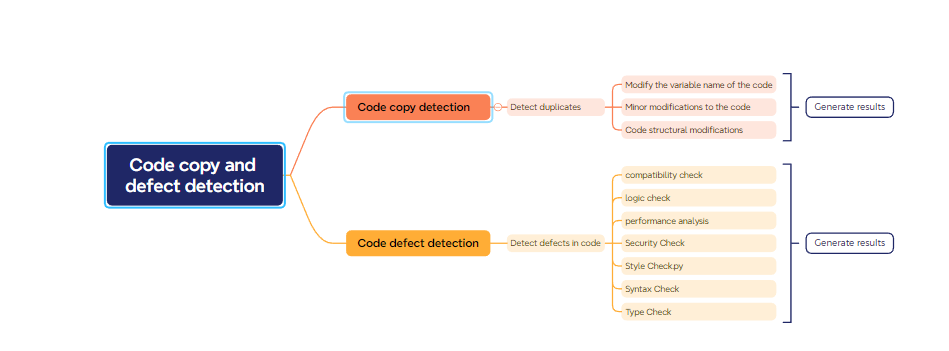 Code copy and
defect detection
Code copy detection
Detect duplicates
Modify the variable name of the code
Minor modifications to the code
Code structural modifications
Generate results
Code defect detection
Detect defects in code
compatibility check
logic check
performance analysis
Security Check
Style Check.py
Syntax Check
Type Check
Generate results